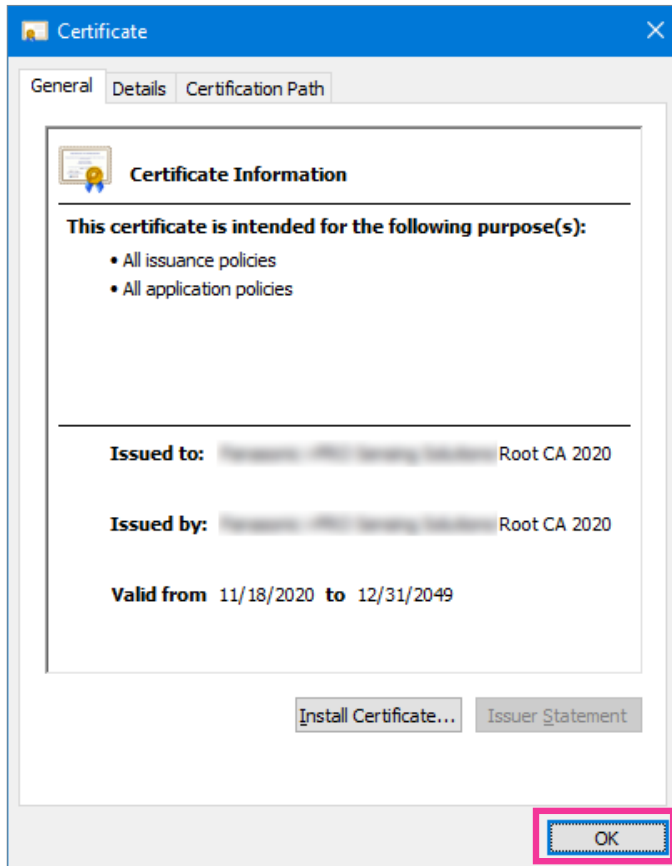 Certificate
General Details Certification Path
Certificate Information
This certificate is intended for the following purpose(s):
• All issuance policies
• All application policies
Issued to: Root CA 2020
Issued by: Root CA 2020
Valid from 11/18/2020 to 12/31/2049
Install Certificate... Issuer Statement
OK